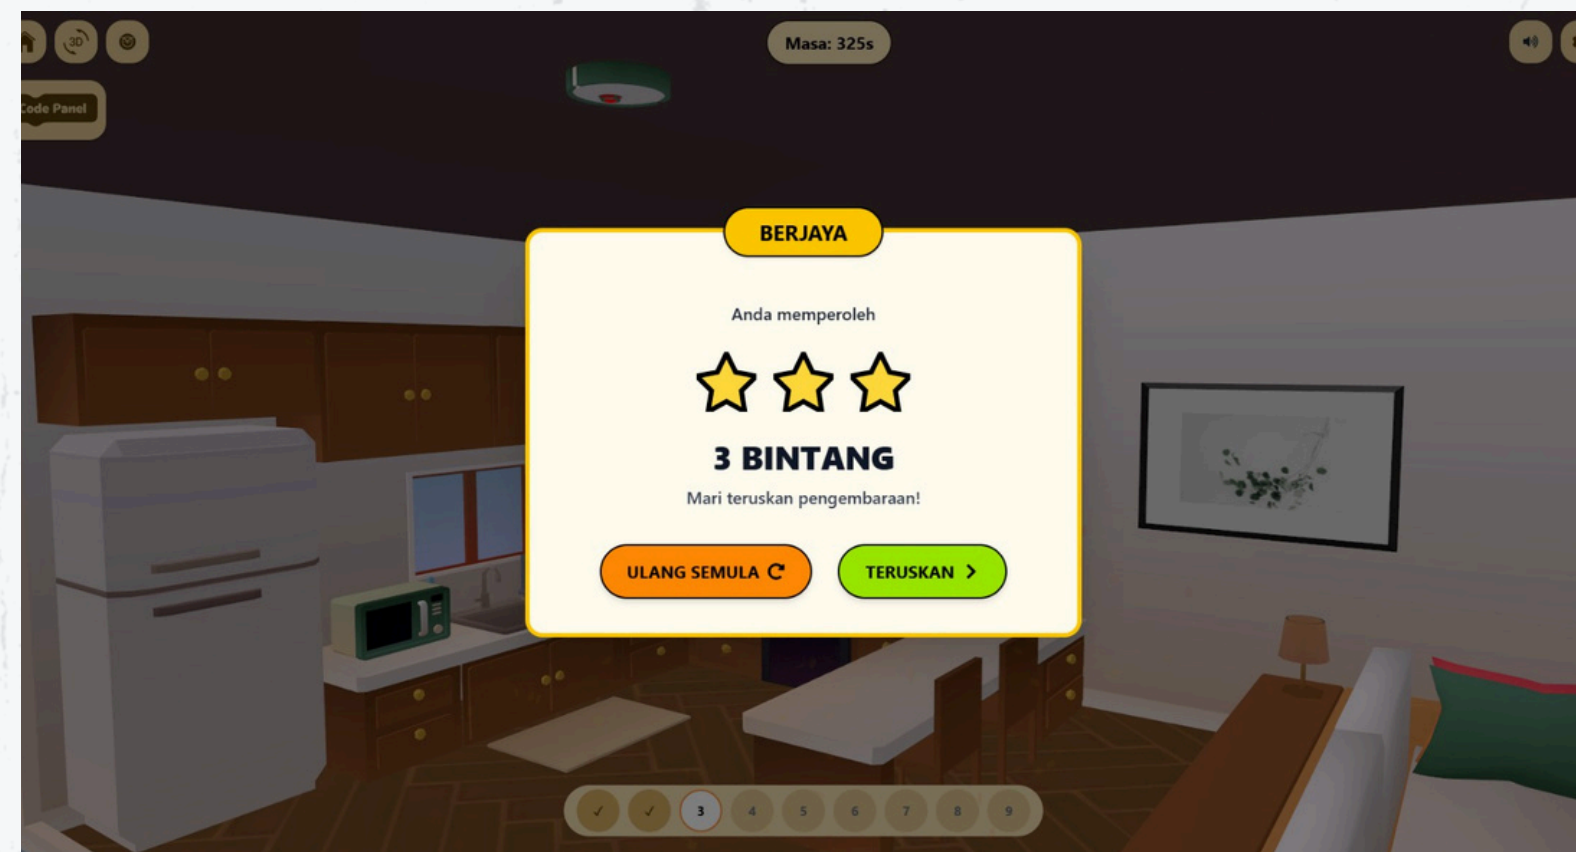 3D
Masa: 325s
Code Panel
BERJAYA
Anda memperoleh
3 BINTANG
Mari teruskan pengembaraan!
ULANG SEMULA
TERUSKAN
3 4 5 6 7 8 9